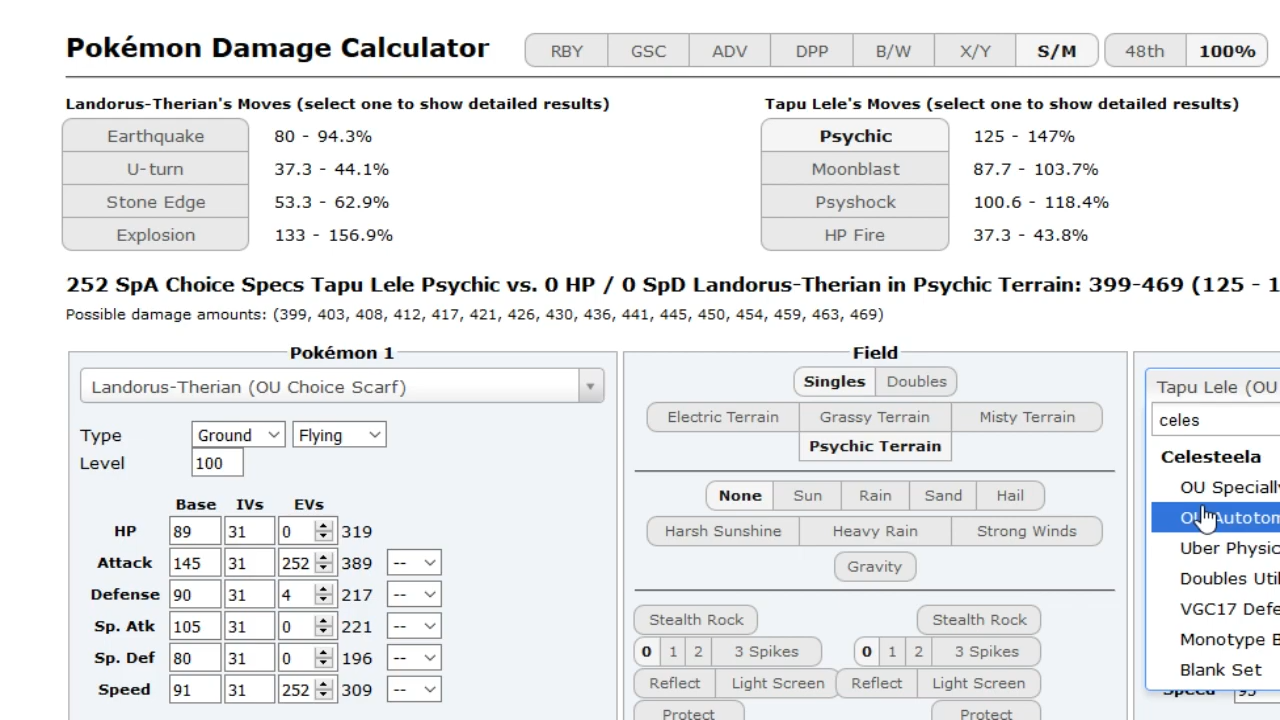 Pokémon Damage Calculator RBY GSC ADV DPP B/W X/Y S/M 48th 100%
Landorus-Therian's Moves (select one to show detailed results) Tapu Lele's Moves (select one to show detailed results)
Earthquake 80 - 94.3% Psychic 125 - 147%
U-turn 37.3 - 44.1% Moonblast 87.7 - 103.7%
Stone Edge 53.3 - 62.9% Psyshock 100.6 - 118.4%
Explosion 133 - 156.9% HP Fire 37.3 - 43.8%
252 SpA Choice Specs Tapu Lele Psychic vs. 0 HP / 0 SpD Landorus-Therian in Psychic Terrain: 399-469 (125 - 1
Possible damage amounts: (399, 403, 408, 412, 417, 421, 426, 430, 436, 441, 445, 450, 454, 459, 463, 469)
Pokémon 1
Landorus-Therian (OU Choice Scarf)
Type Ground Flying
Level 100
Base IVs EVs
HP 89 31 0 319
Attack 145 31 252 389 --
Defense 90 31 4 217 --
Sp. Atk 105 31 0 221 --
Sp. Def 80 31 0 196 --
Speed 91 31 252 309 --
Field
Singles Doubles
Electric Terrain Grassy Terrain Misty Terrain
Psychic Terrain
None Sun Rain Sand Hail
Harsh Sunshine Heavy Rain Strong Winds
Gravity
Stealth Rock Stealth Rock
0 1 2 3 Spikes 0 1 2 3 Spikes
Reflect Light Screen Reflect Light Screen
Protect Protect
Tapu Lele (OU
celes
Celesteela
OU Specially
OU Autotom
Uber Physic
Doubles Util
VGC17 Defe
Monotype B
Blank Set
Speed 95